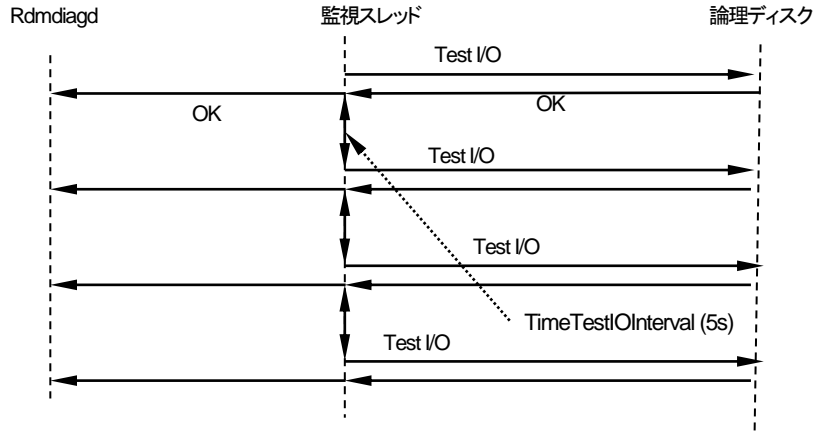 Rdmdiagd
監視スレッド
論理ディスク
Test I/O
OK
OK
Test I/O
Test I/O
TimeTestIOInterval (5s)
Test I/O